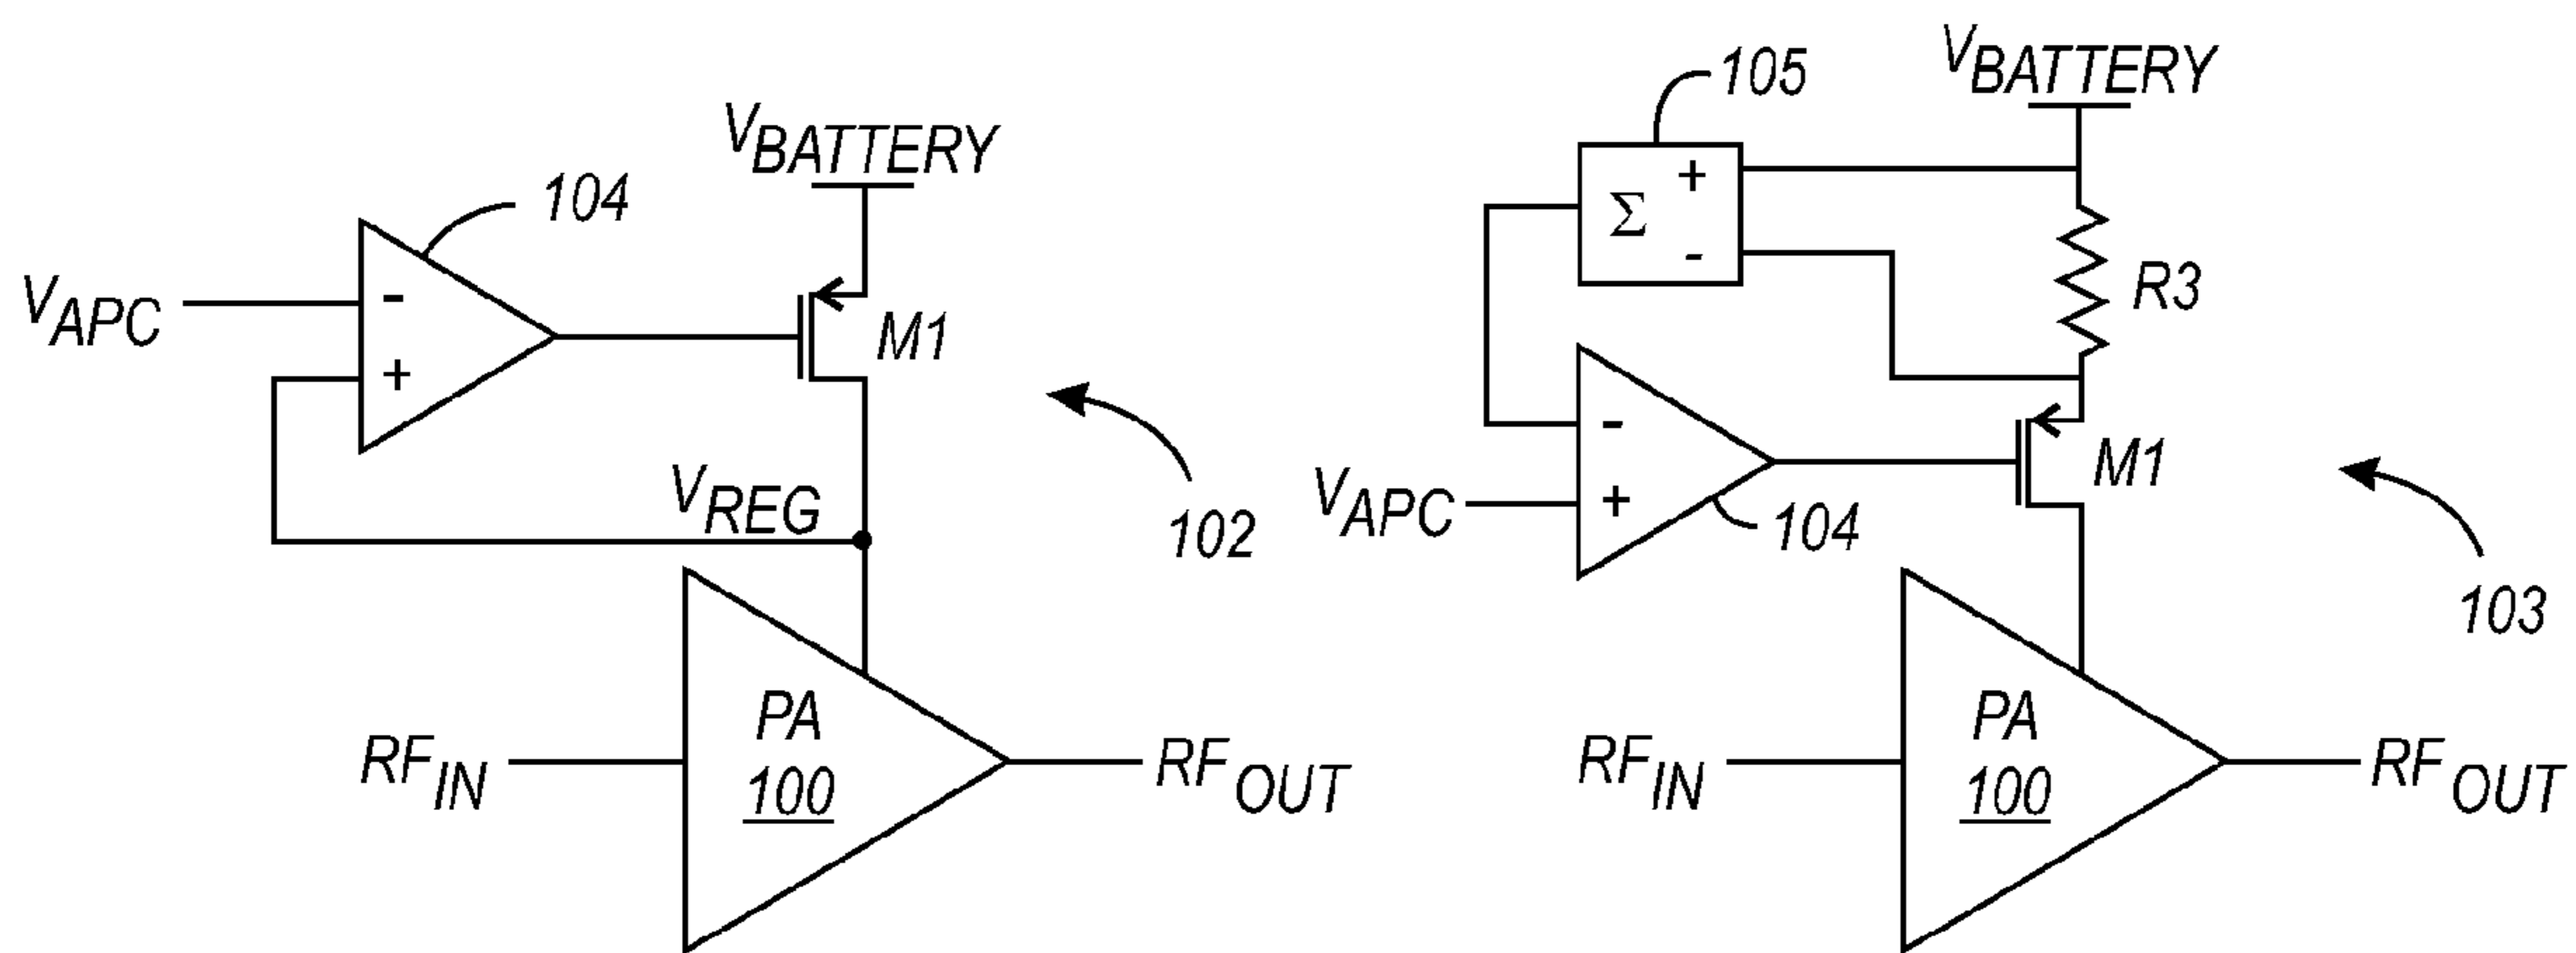 V_BATTERY
104
V_APC
-
+
M1
V_REG
102
PA
100
RF_IN
RF_OUT
105
V_BATTERY
Σ
+
-
R3
-
+
V_APC
104
M1
103
PA
100
RF_IN
RF_OUT